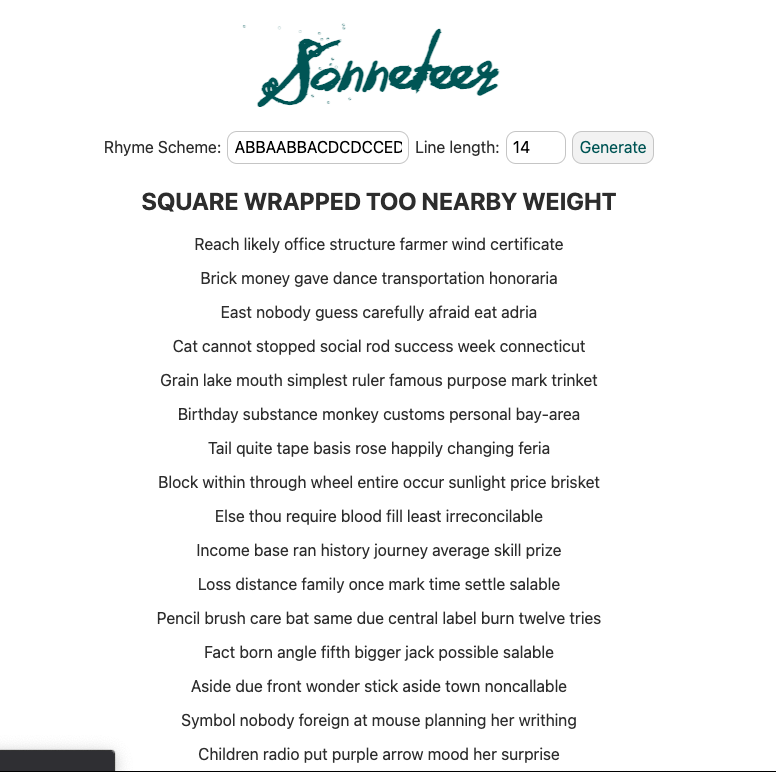 Sonneteer
Rhyme Scheme: ABBAABBACDCDCCED Line length: 14 Generate
SQUARE WRAPPED TOO NEARBY WEIGHT
Reach likely office structure farmer wind certificate
Brick money gave dance transportation honoraria
East nobody guess carefully afraid eat adria
Cat cannot stopped social rod success week connecticut
Grain lake mouth simplest ruler famous purpose mark trinket
Birthday substance monkey customs personal bay-area
Tail quite tape basis rose happily changing feria
Block within through wheel entire occur sunlight price brisket
Else thou require blood fill least irreconcilable
Income base ran history journey average skill prize
Loss distance family once mark time settle salable
Pencil brush care bat same due central label burn twelve tries
Fact born angle fifth bigger jack possible salable
Aside due front wonder stick aside town noncallable
Symbol nobody foreign at mouse planning her writhing
Children radio put purple arrow mood her surprise